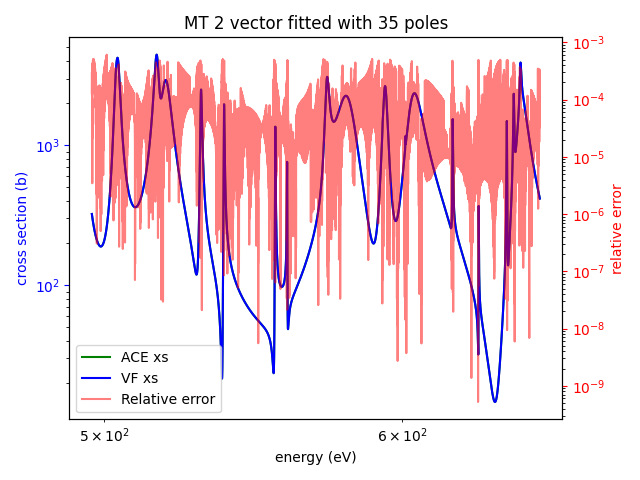 MT 2 vector fitted with 35 poles
cross section (b)
10³
10²
10⁻³
10⁻⁴
10⁻⁵
10⁻⁶
10⁻⁷
10⁻⁸
10⁻⁹
relative error
ACE xs
VF xs
Relative error
5 × 10²
6 × 10²
energy (eV)